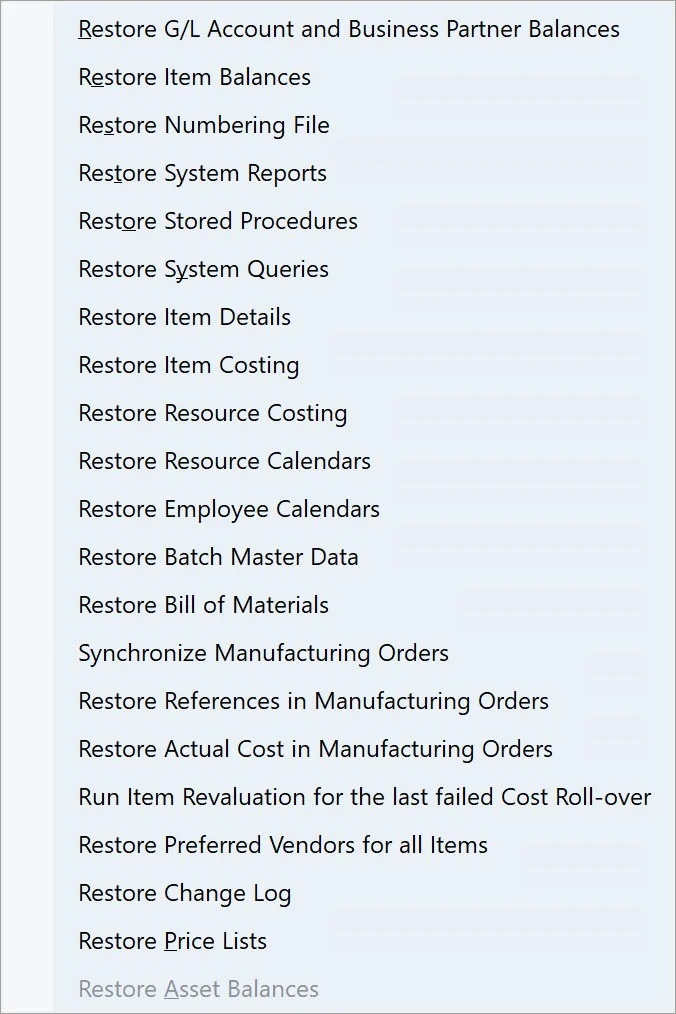 Restore G/L Account and Business Partner Balances
Restore Item Balances
Restore Numbering File
Restore System Reports
Restore Stored Procedures
Restore System Queries
Restore Item Details
Restore Item Costing
Restore Resource Costing
Restore Resource Calendars
Restore Employee Calendars
Restore Batch Master Data
Restore Bill of Materials
Synchronize Manufacturing Orders
Restore References in Manufacturing Orders
Restore Actual Cost in Manufacturing Orders
Run Item Revaluation for the last failed Cost Roll-over
Restore Preferred Vendors for all Items
Restore Change Log
Restore Price Lists
Restore Asset Balances